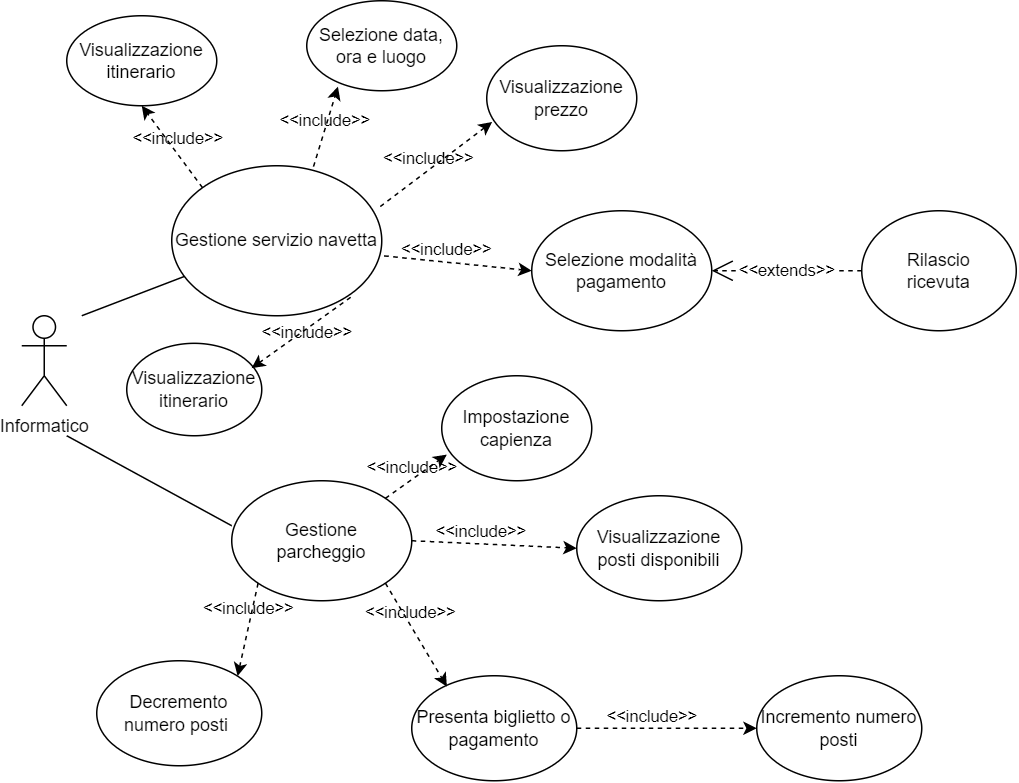 Visualizzazione
itinerario
Selezione data,
ora e luogo
Visualizzazione
prezzo
<<include>>
<<include>>
<<include>>
Gestione servizio navetta
<<include>>
Selezione modalità
pagamento
<<extends>>
Rilascio
ricevuta
<<include>>
Visualizzazione
itinerario
Informatico
Impostazione
capienza
<<include>>
Gestione
parcheggio
<<include>>
Visualizzazione
posti disponibili
<<include>>
<<include>>
Decremento
numero posti
Presenta biglietto o
pagamento
<<include>>
Incremento numero
posti